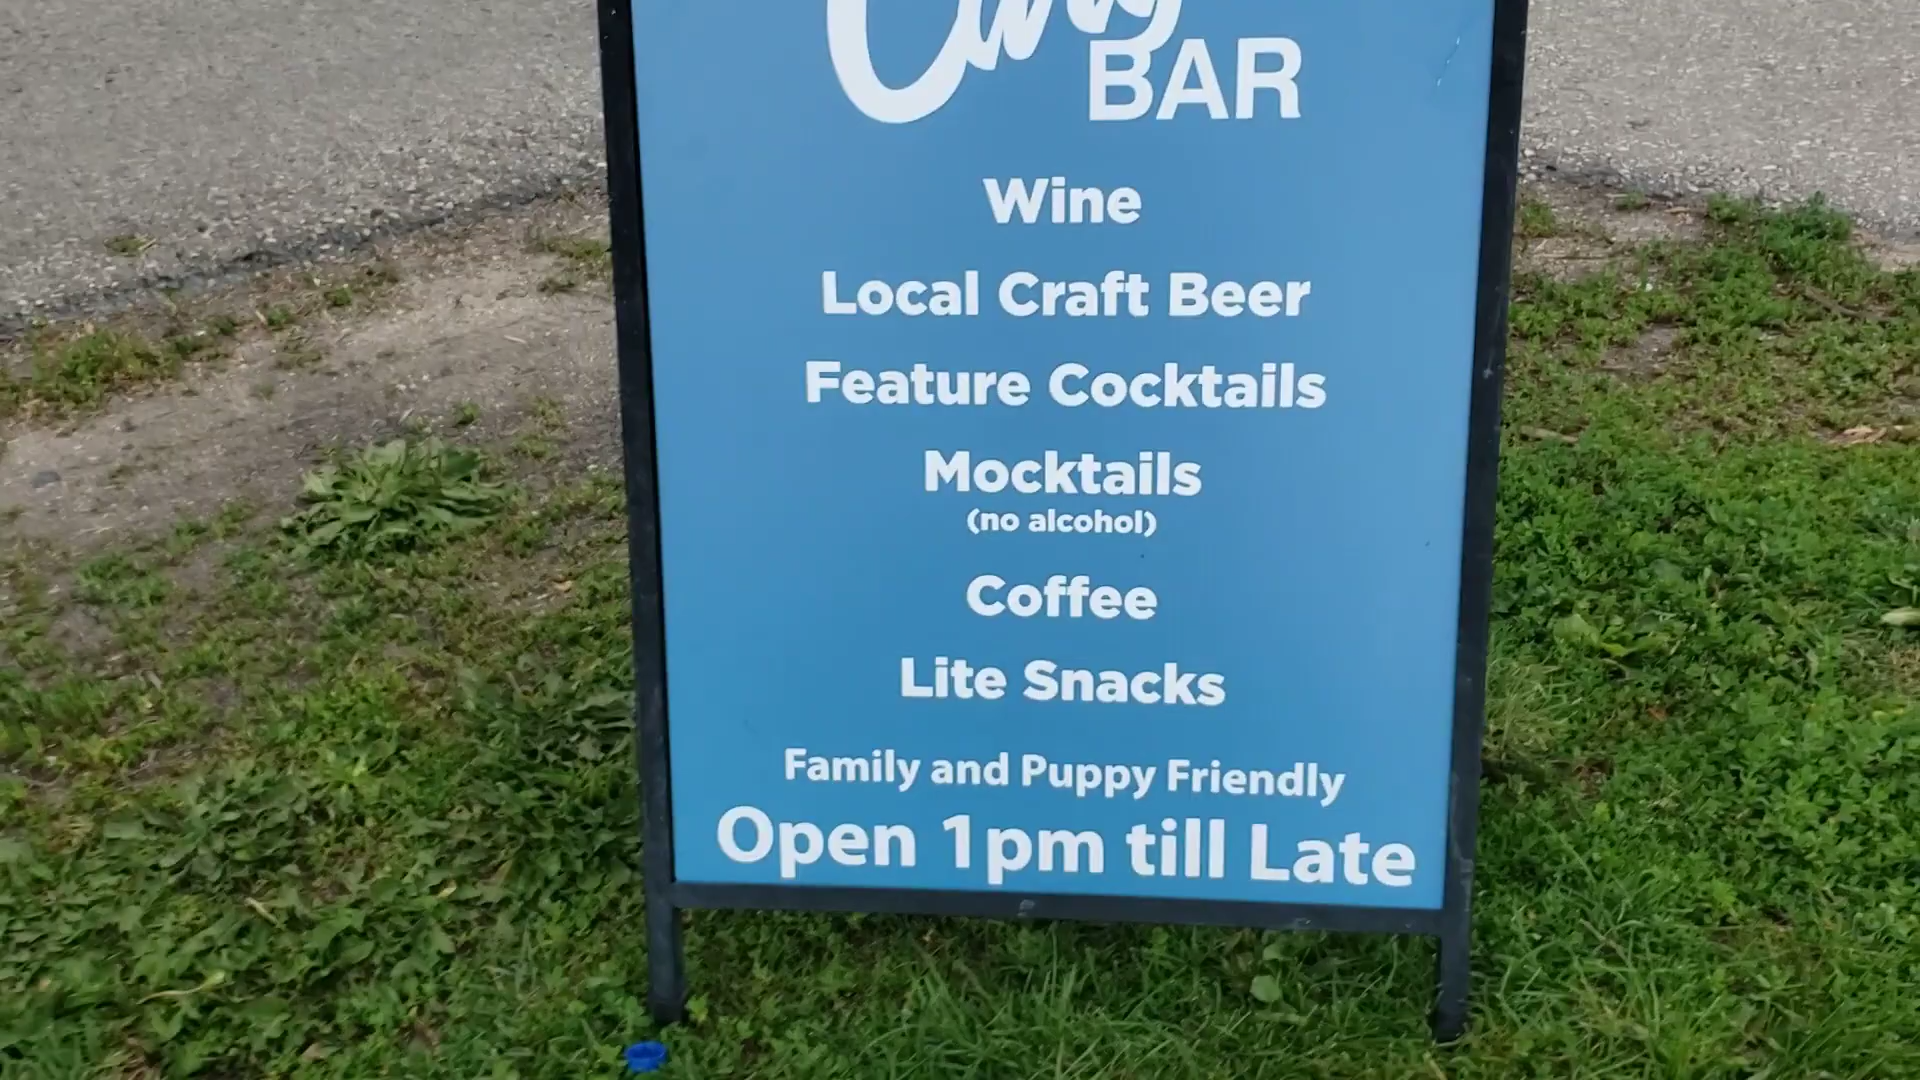 BAR
Wine
Local Craft Beer
Feature Cocktails
Mocktails
(no alcohol)
Coffee
Lite Snacks
Family and Puppy Friendly
Open 1pm till Late